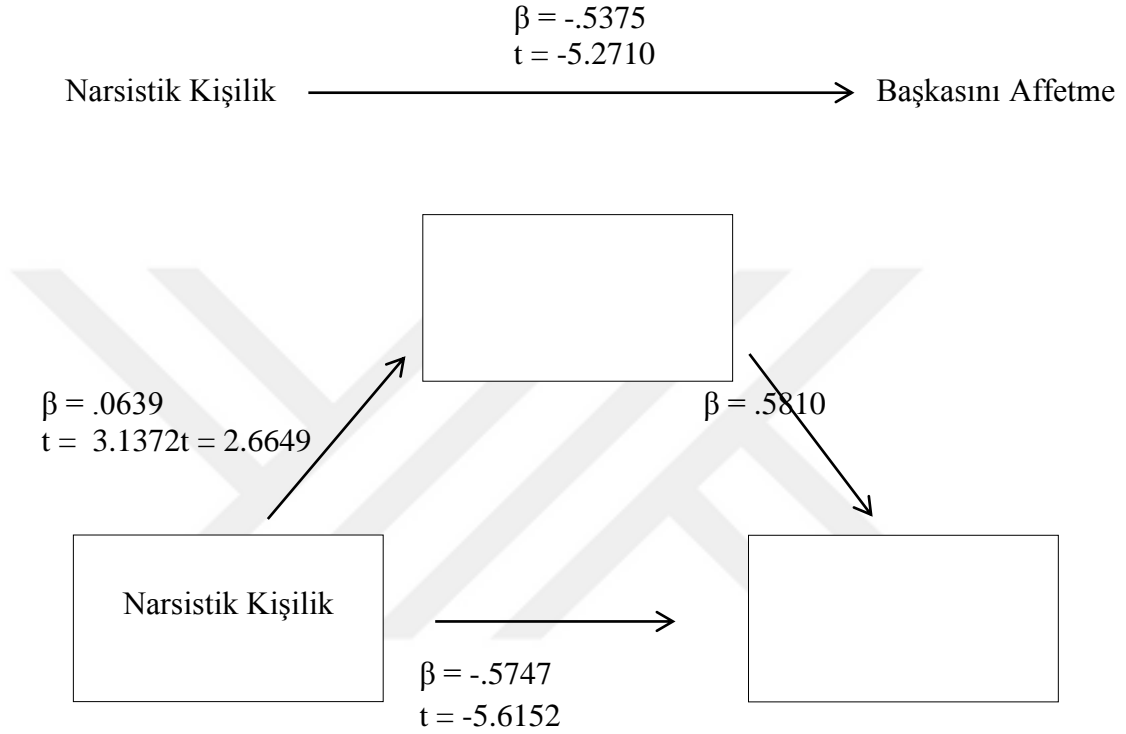 β = -.5375
t = -5.2710
Narsistik Kişilik Başkasını Affetme
β = .0639 β = .5810
t = 3.1372t = 2.6649
Narsistik Kişilik
β = -.5747
t = -5.6152